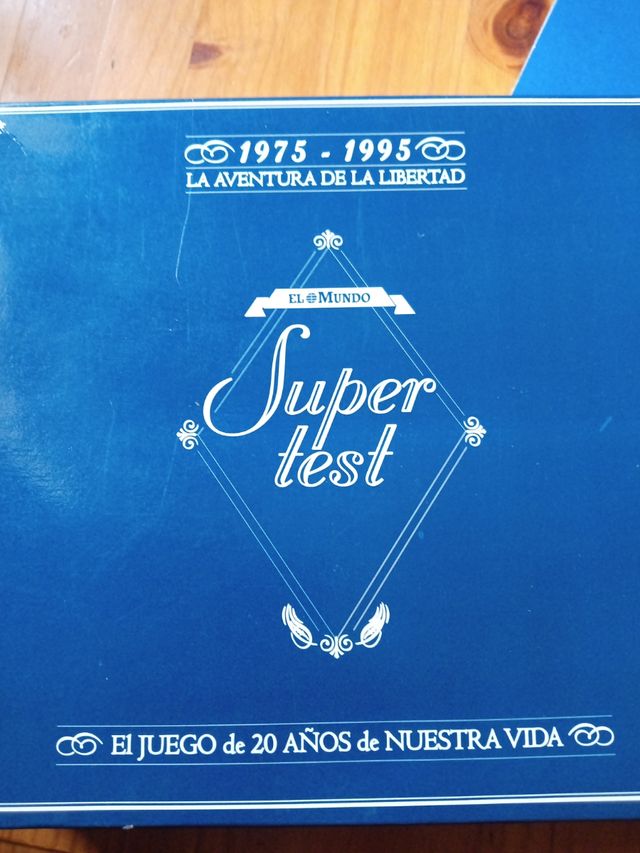 1975 - 1995
LA AVENTURA DE LA LIBERTAD
EL MUNDO
Super
test
El JUEGO de 20 AÑOS de NUESTRA VIDA